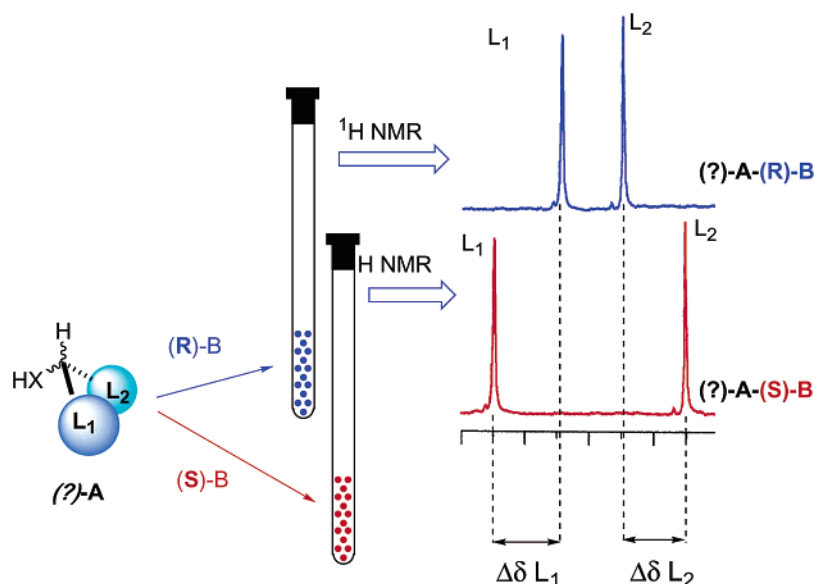 L1
L2
1H NMR
(?)-A-(R)-B
L1
L2
H NMR
H
(R)-B
HX
L2
(?)-A-(S)-B
L1
(?)-A
(S)-B
Δδ L1
Δδ L2